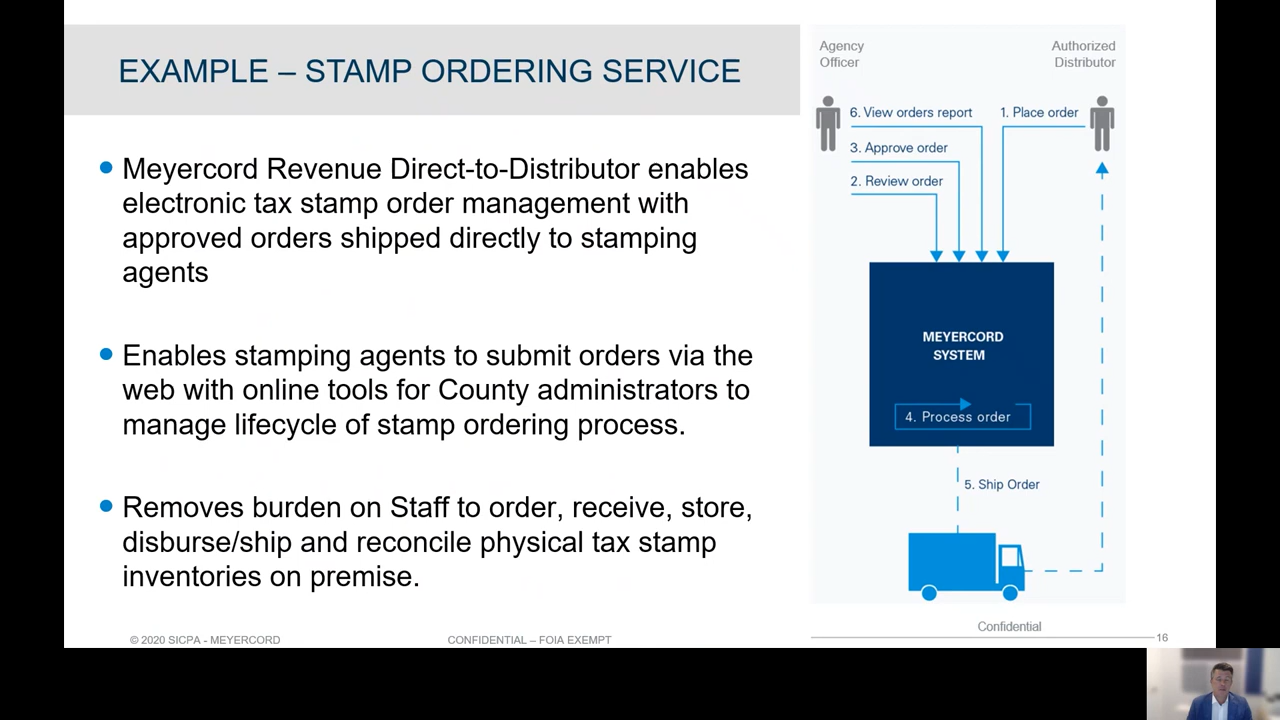 EXAMPLE – STAMP ORDERING SERVICE
Meyercord Revenue Direct-to-Distributor enables
electronic tax stamp order management with
approved orders shipped directly to stamping
agents
Enables stamping agents to submit orders via the
web with online tools for County administrators to
manage lifecycle of stamp ordering process.
Removes burden on Staff to order, receive, store,
disburse/ship and reconcile physical tax stamp
inventories on premise.
Agency
Officer
Authorized
Distributor
6. View orders report
1. Place order
3. Approve order
2. Review order
MEYERCORD
SYSTEM
4. Process order
5. Ship Order
Confidential
© 2020 SICPA - MEYERCORD
CONFIDENTIAL – FOIA EXEMPT
16